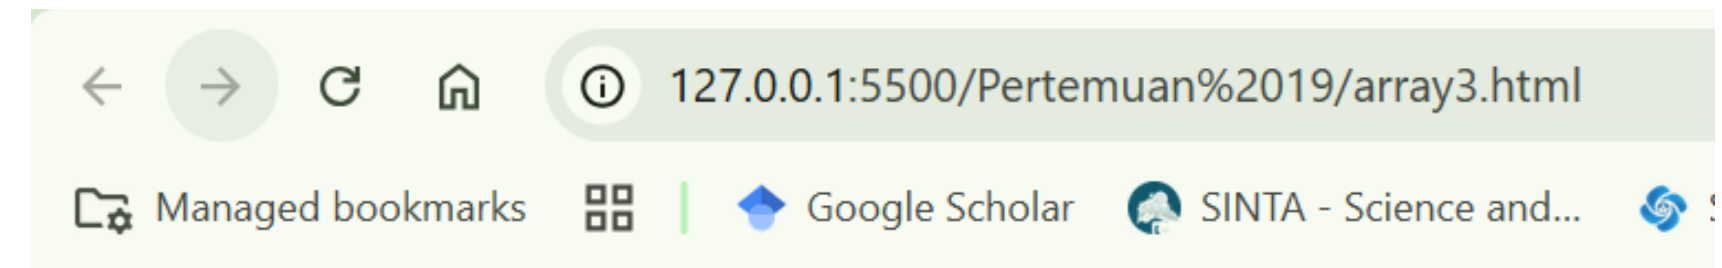 127.0.0.1:5500/Pertemuan%2019/array3.html
Managed bookmarks Google Scholar SINTA - Science and...